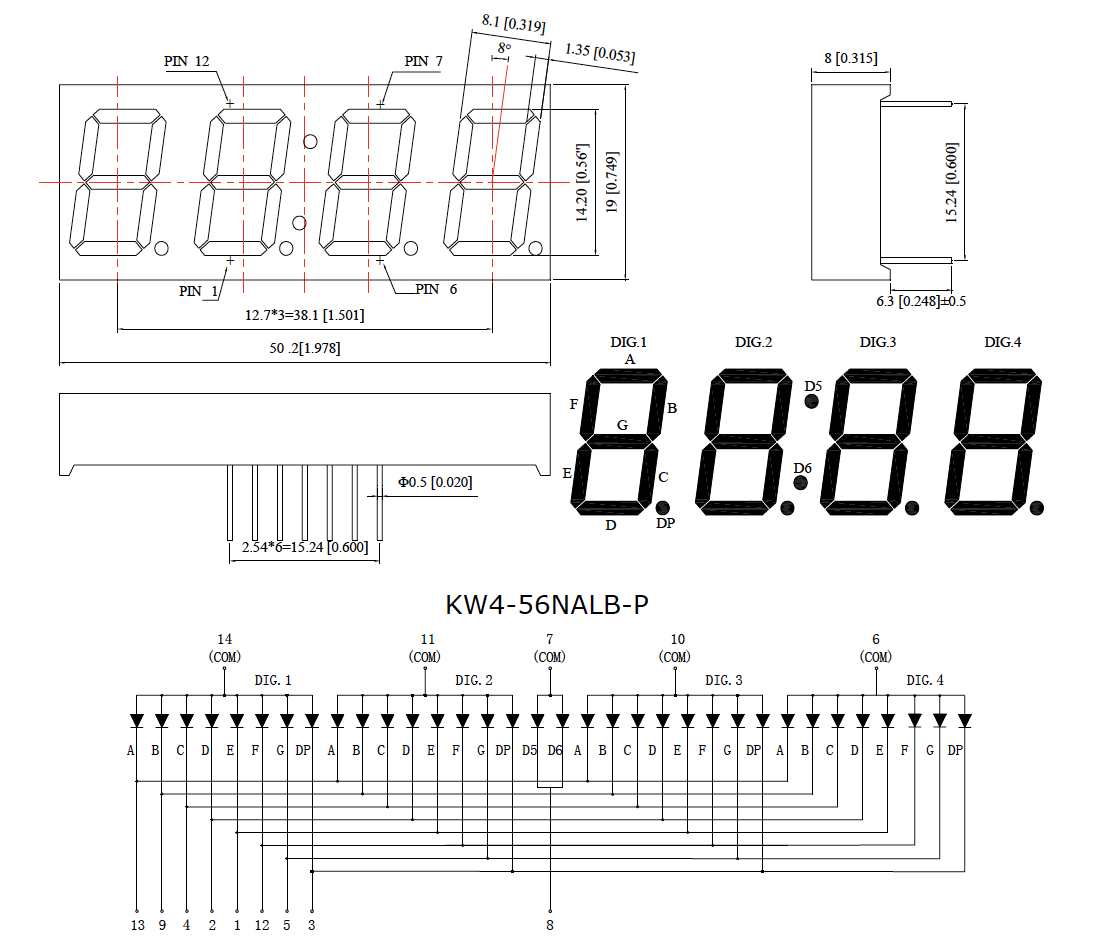 8.1 [0.319]
8°
1.35 [0.053]
PIN 12
PIN 7
14.20 [0.56"]
19 [0.749]
PIN 1
PIN 6
12.7*3=38.1 [1.501]
50 .2[1.978]
8 [0.315]
15.24 [0.600]
6.3 [0.248]±0.5
Φ0.5 [0.020]
2.54*6=15.24 [0.600]
DIG.1 DIG.2 DIG.3 DIG.4
A
D5
F B
G
D6
E C
D DP
KW4-56NALB-P
14 11 7 10 6
(COM) (COM) (COM) (COM) (COM)
DIG.1 DIG.2 DIG.3 DIG.4
A B C D E F G DP A B C D E F G DP D5 D6 A B C D E F G DP A B C D E F G DP
13 9 4 2 1 12 5 3 8